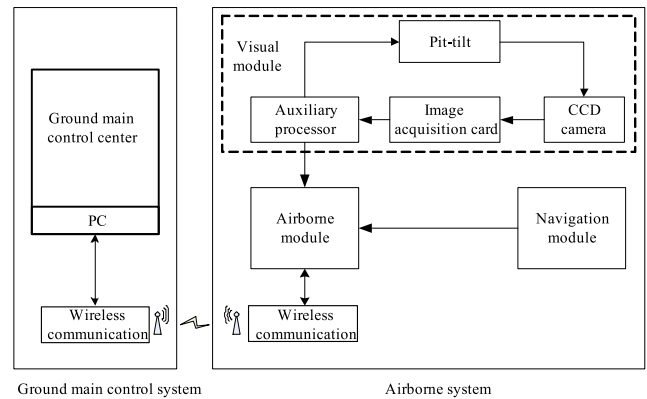 Ground main
control center
PC
Wireless
communication
Ground main control system
Visual
module
Pit-tilt
Auxiliary
processor
Image
acquisition card
CCD
camera
Airborne
module
Navigation
module
Wireless
communication
Airborne system